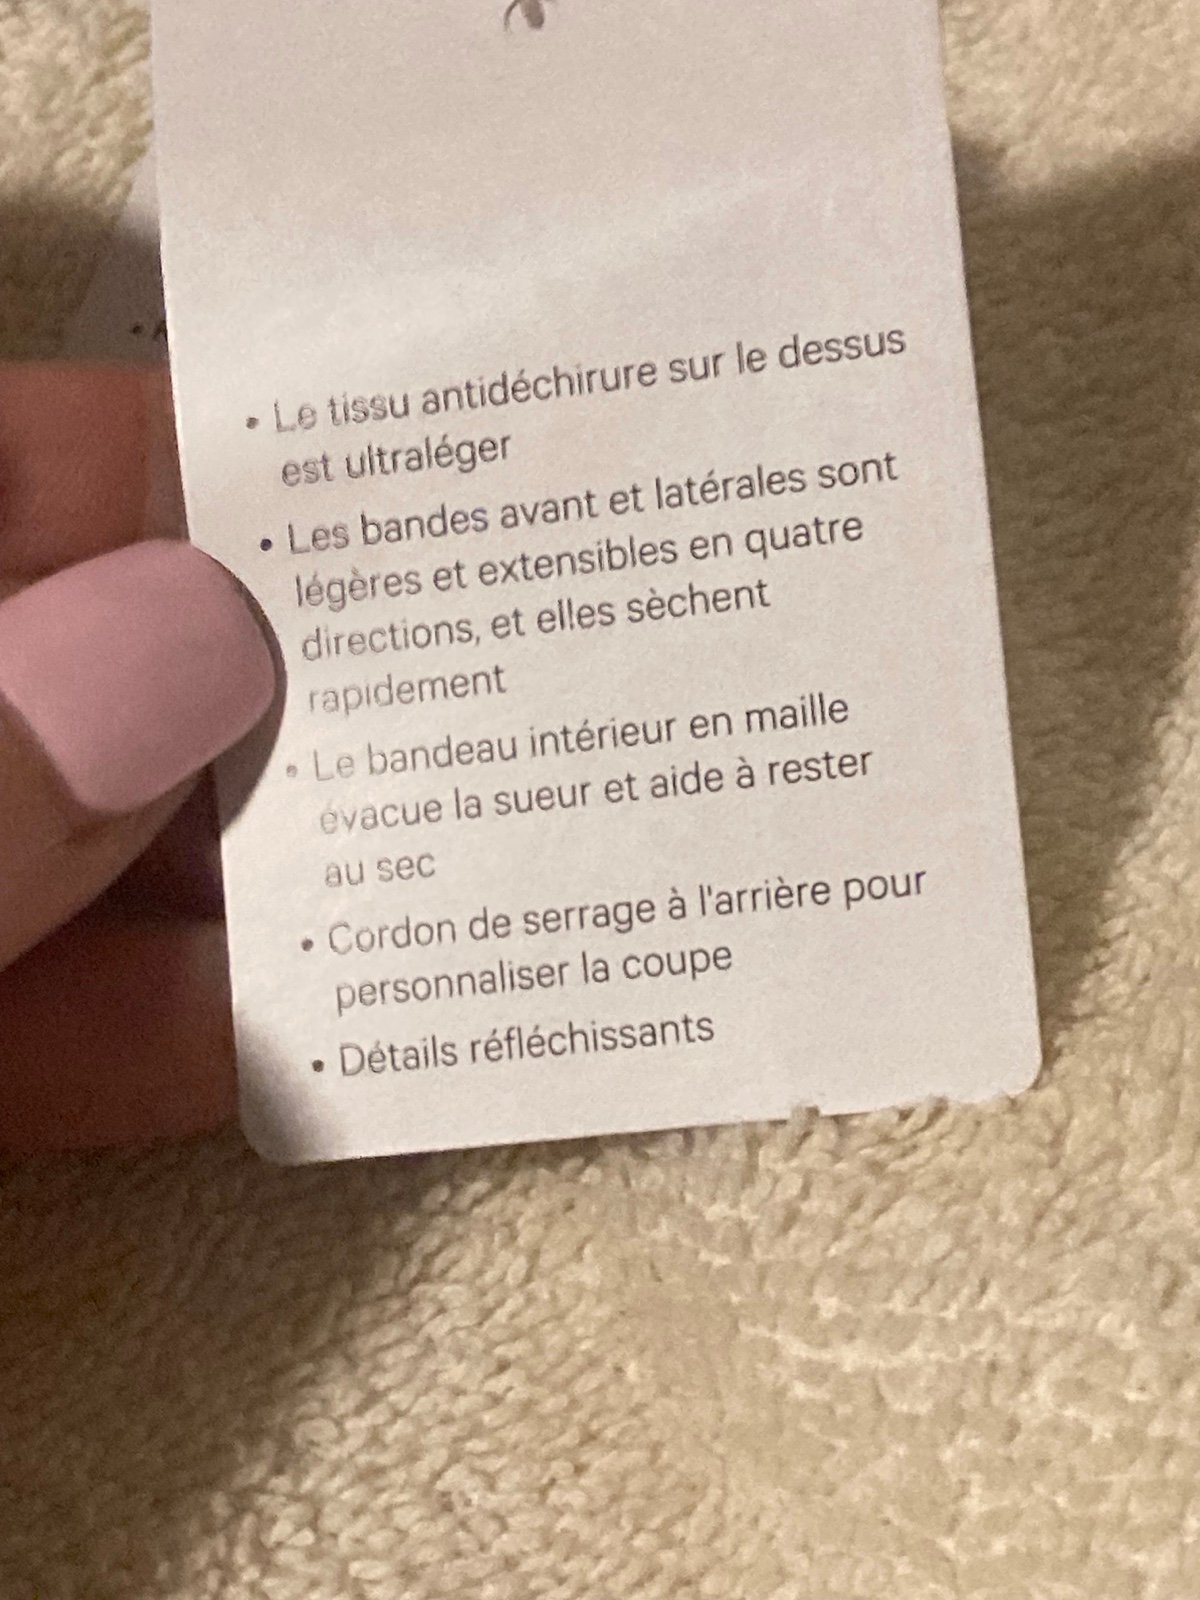 • Le tissu antidéchirure sur le dessus
est ultraléger
• Les bandes avant et latérales sont
légères et extensibles en quatre
directions, et elles sèchent
rapidement
• Le bandeau intérieur en maille
évacue la sueur et aide à rester
au sec
• Cordon de serrage à l'arrière pour
personnaliser la coupe
• Détails réfléchissants